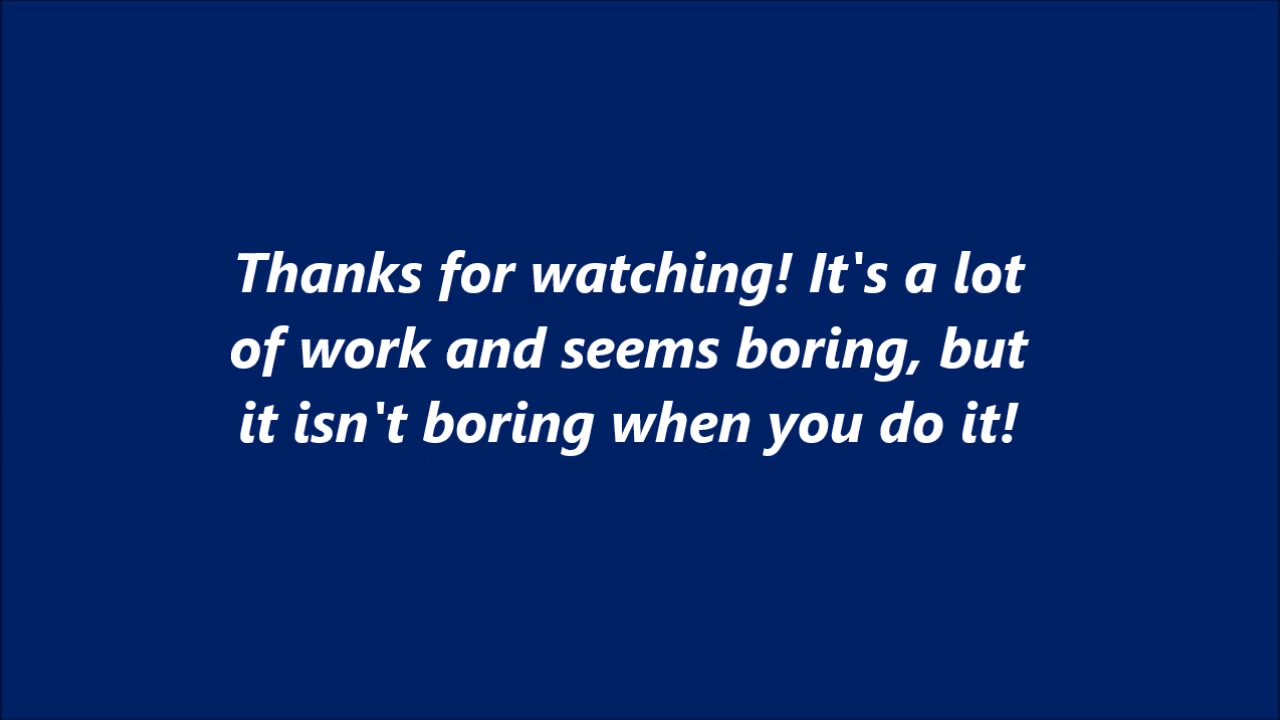 Thanks for watching! It's a lot
of work and seems boring, but
it isn't boring when you do it!